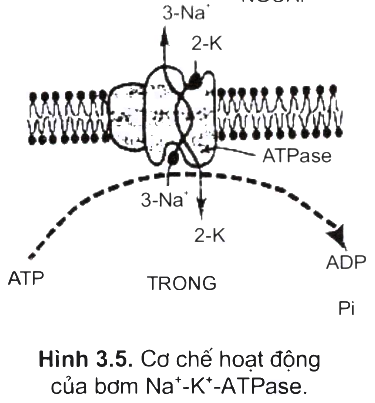 3-Na⁺
2-K
ATPase
3-Na⁺
2-K
ATP
TRONG
ADP
Pi
Hình 3.5. Cơ chế hoạt động
của bơm Na⁺-K⁺-ATPase.